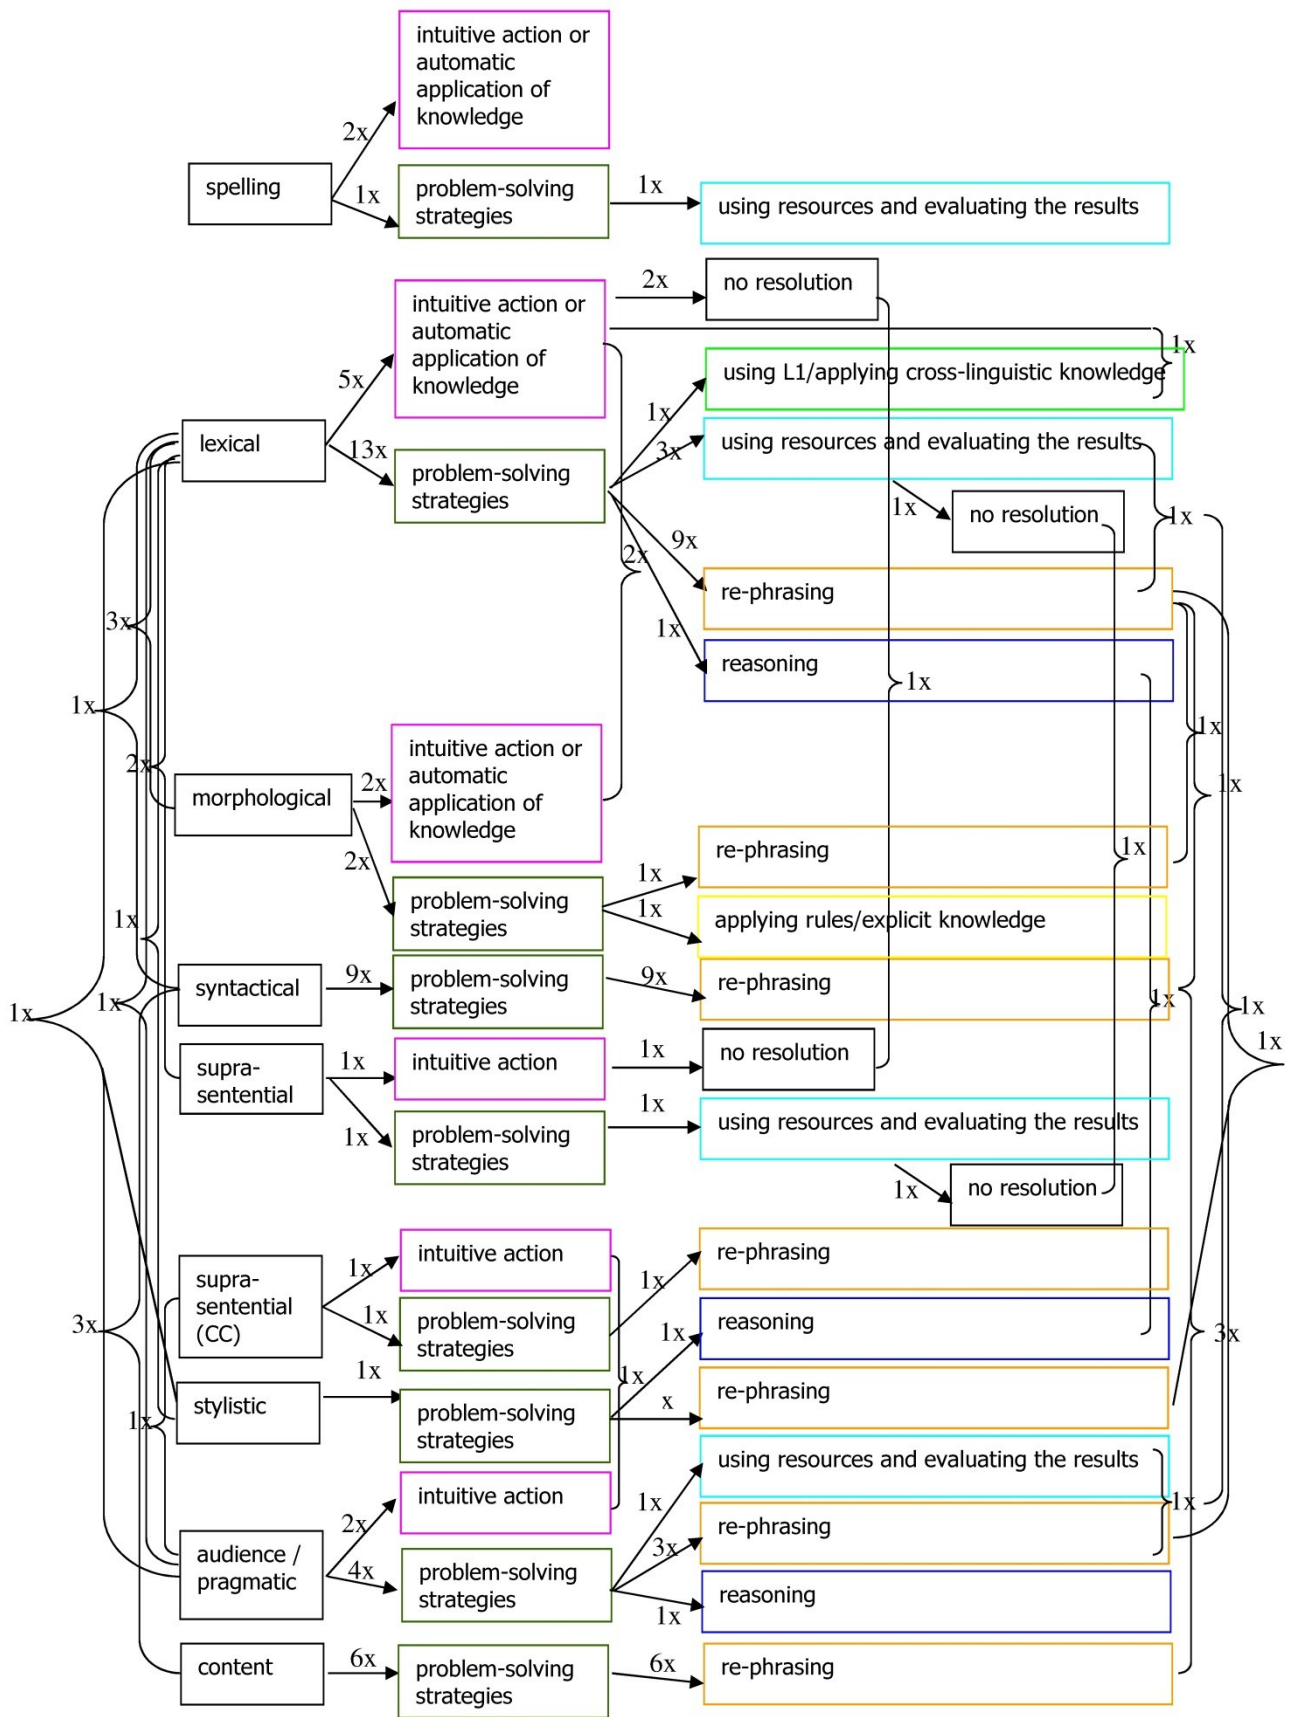 intuitive action or
automatic
application of
knowledge
2x
spelling
1x
problem-solving
strategies
1x
using resources and evaluating the results
2x
no resolution
intuitive action or
automatic
application of
knowledge
1x
using L1/applying cross-linguistic knowledge
5x
1x
lexical
13x
3x
using resources and evaluating the results
problem-solving
strategies
1x
no resolution
1x
9x
2x
re-phrasing
3x
1x
reasoning
1x
1x
1x
2x
intuitive action or
automatic
application of
knowledge
2x
morphological
1x
2x
re-phrasing
1x
1x
problem-solving
strategies
1x
applying rules/explicit knowledge
1x
syntactical
9x
problem-solving
strategies
9x
re-phrasing
1x
1x
1x
1x
1x
supra-
sentential
1x
intuitive action
1x
no resolution
1x
problem-solving
strategies
1x
using resources and evaluating the results
1x
no resolution
supra-
sentential
(CC)
1x
intuitive action
1x
re-phrasing
1x
problem-solving
strategies
1x
reasoning
3x
3x
stylistic
1x
problem-solving
strategies
1x
x
re-phrasing
1x
using resources and evaluating the results
intuitive action
1x
1x
2x
re-phrasing
3x
audience /
pragmatic
4x
problem-solving
strategies
1x
reasoning
content
6x
problem-solving
strategies
6x
re-phrasing